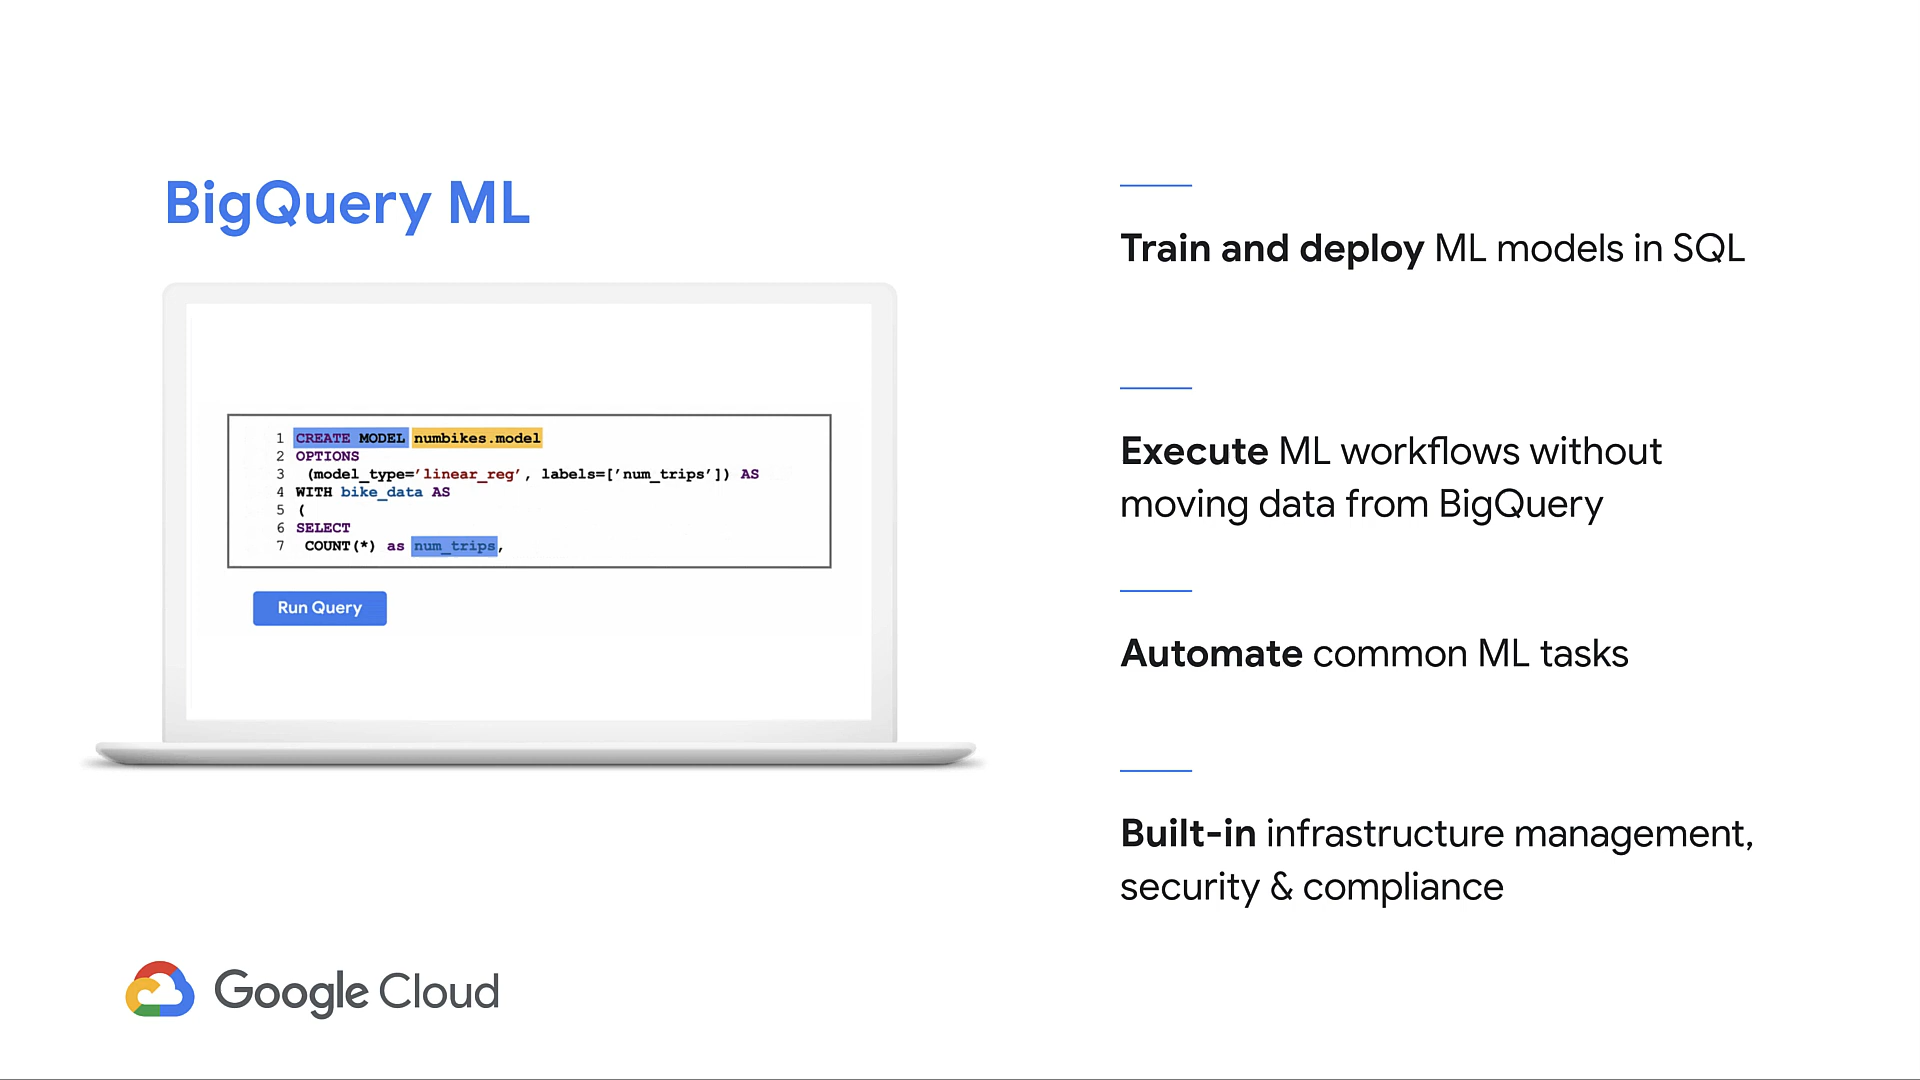 BigQuery ML
1 CREATE MODEL numbikes.model
2 OPTIONS
3 (model_type=’linear_reg’, labels=[’num_trips’]) AS
4 WITH bike_data AS
5 (
6 SELECT
7 COUNT(*) as num_trips,
Run Query
Train and deploy ML models in SQL
Execute ML workflows without
moving data from BigQuery
Automate common ML tasks
Built-in infrastructure management,
security & compliance
Google Cloud